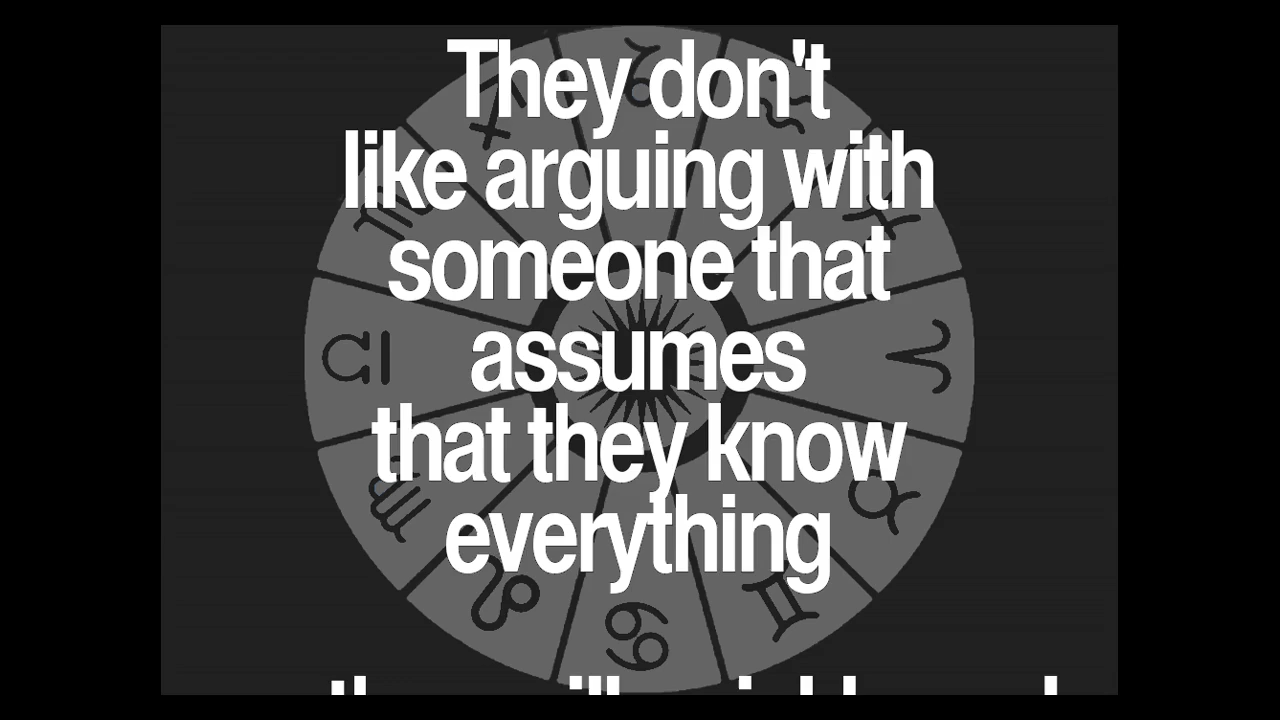 They don't
like arguing with
someone that
assumes
that they know
everything